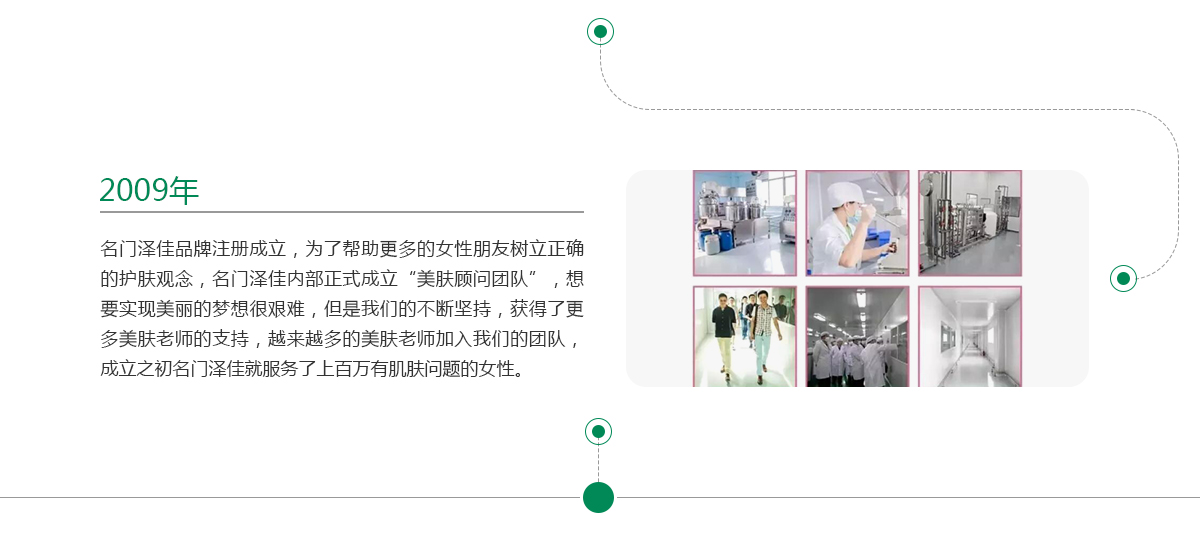 2009年
名门泽佳品牌注册成立，为了帮助更多的女性朋友树立正确
的护肤观念，名门泽佳内部正式成立“美肤顾问团队”，想
要实现美丽的梦想很艰难，但是我们的不断坚持，获得了更
多美肤老师的支持，越来越多的美肤老师加入我们的团队，
成立之初名门泽佳就服务了上百万有肌肤问题的女性。